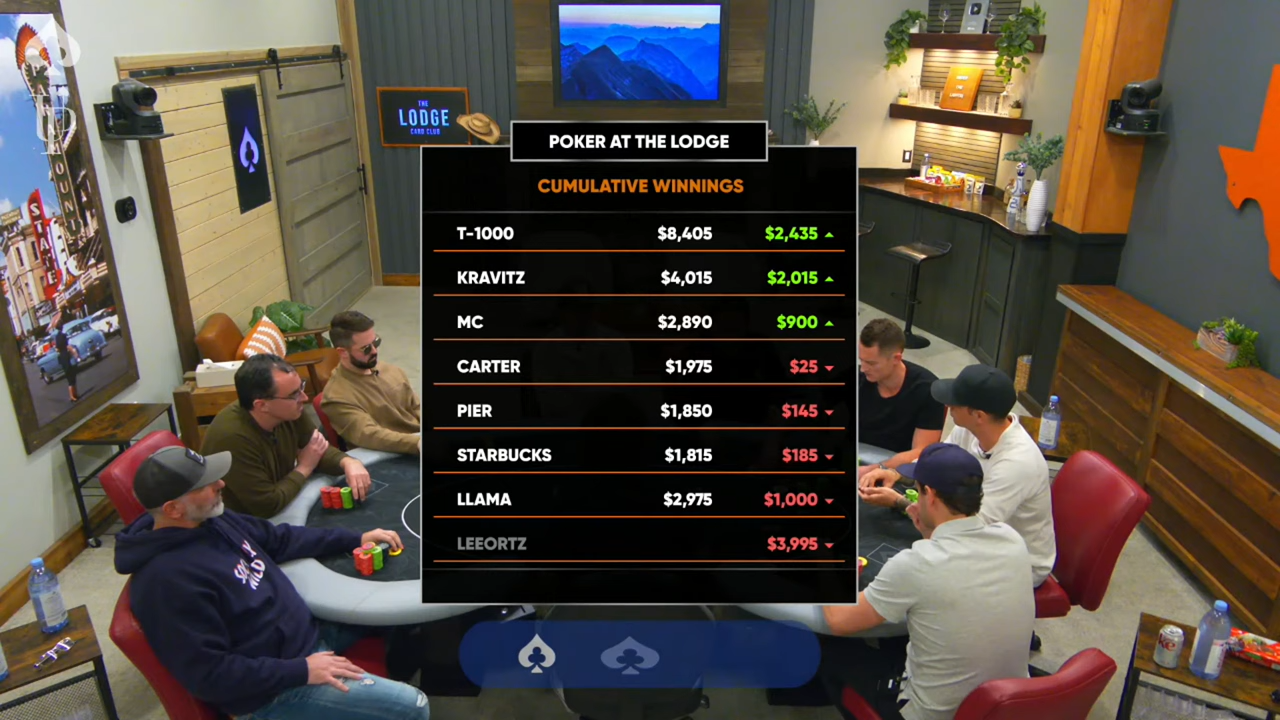 THE
LODGE
CARD CLUB
POKER AT THE LODGE
CUMULATIVE WINNINGS
T-1000 $8,405 $2,435
KRAVITZ $4,015 $2,015
MC $2,890 $900
CARTER $1,975 $25
PIER $1,850 $145
STARBUCKS $1,815 $185
LLAMA $2,975 $1,000
LEEORTZ $3,995
STATE